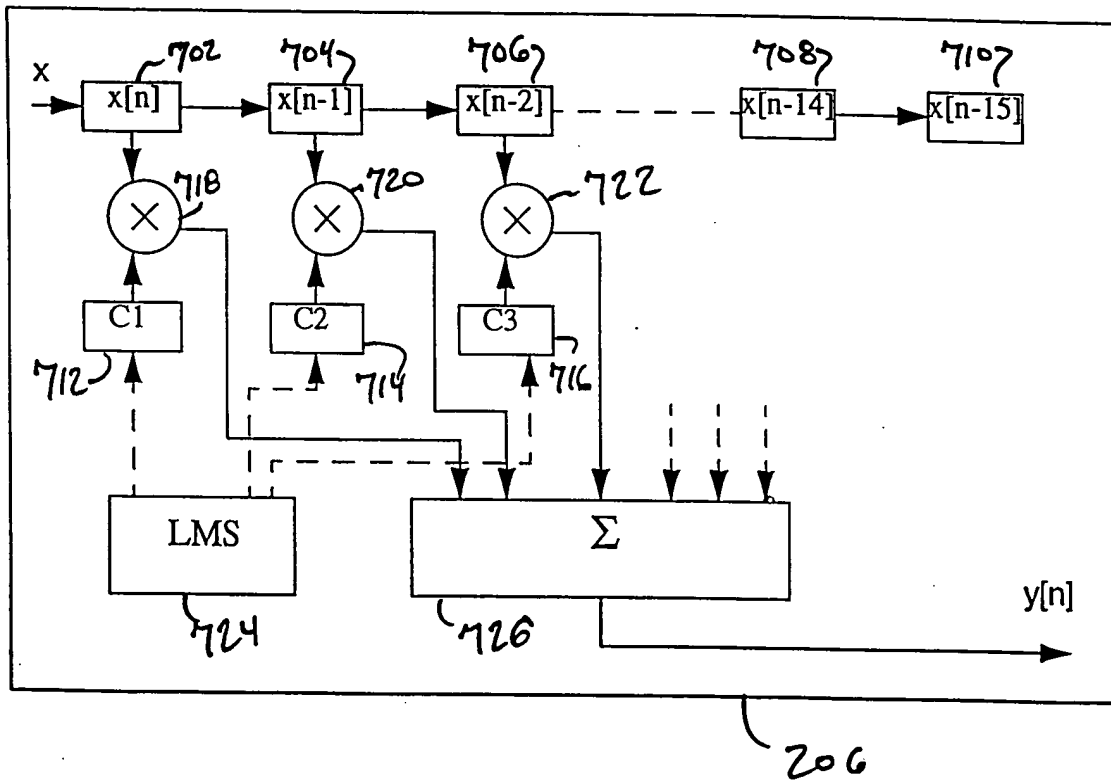 702
704
706
708
710
x
x[n]
x[n-1]
x[n-2]
x[n-14]
x[n-15]
718
720
722
C1
C2
C3
712
714
716
LMS
Σ
724
726
y[n]
206